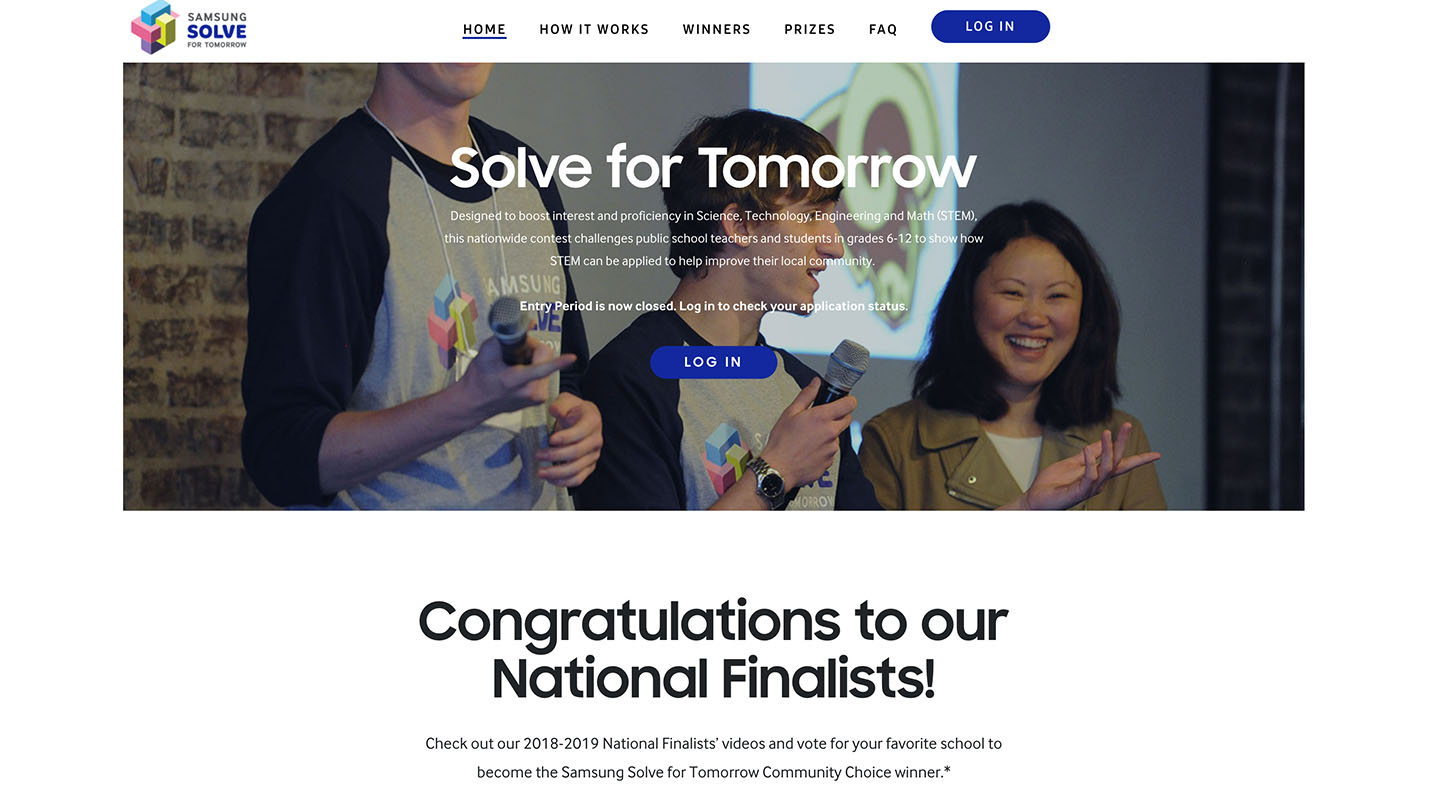 SAMSUNG
SOLVE
FOR TOMORROW
HOME
HOW IT WORKS
WINNERS
PRIZES
FAQ
LOG IN
Solve for Tomorrow
Designed to boost interest and proficiency in Science, Technology, Engineering and Math (STEM),
this nationwide contest challenges public school teachers and students in grades 6-12 to show how
STEM can be applied to help improve their local community.
Entry Period is now closed. Log in to check your application status.
LOG IN
Congratulations to our
National Finalists!
Check out our 2018-2019 National Finalists’ videos and vote for your favorite school to
become the Samsung Solve for Tomorrow Community Choice winner.*